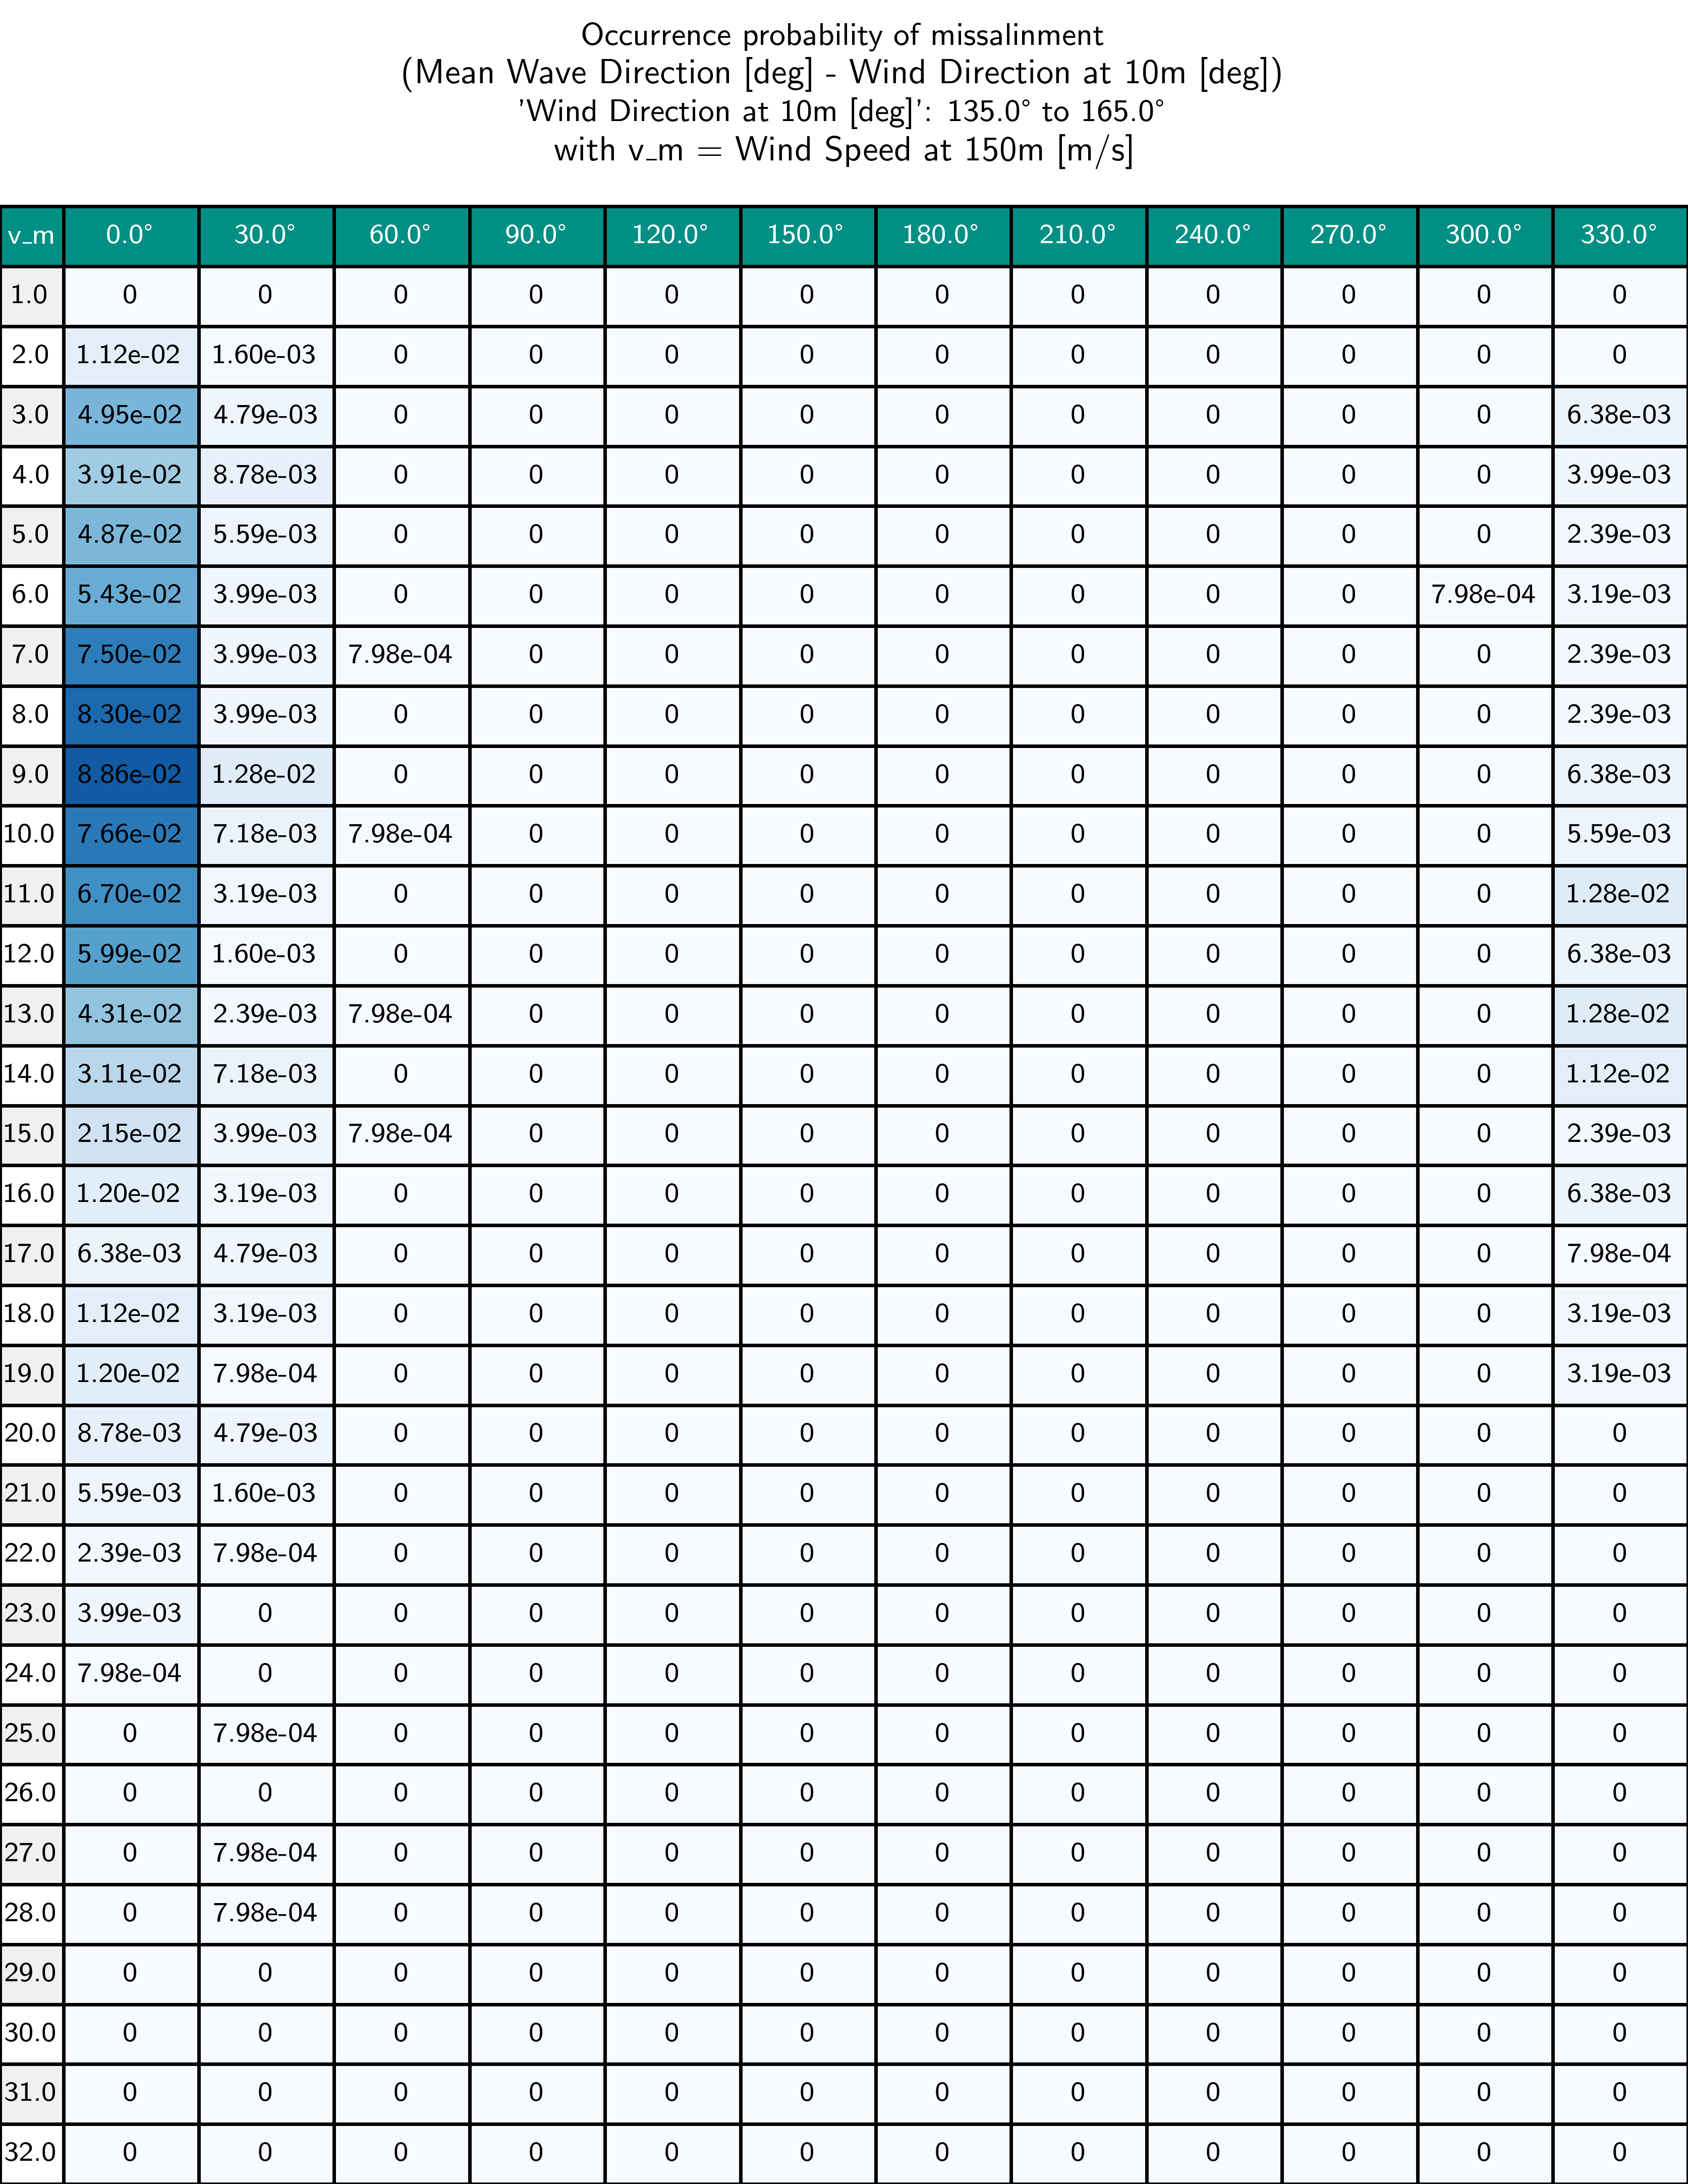 Occurrence probability of missalinment
(Mean Wave Direction [deg] - Wind Direction at 10m [deg])
'Wind Direction at 10m [deg]': 135.0° to 165.0°
with v_m = Wind Speed at 150m [m/s]
v_m 0.0° 30.0° 60.0° 90.0° 120.0° 150.0° 180.0° 210.0° 240.0° 270.0° 300.0° 330.0°
1.0 0 0 0 0 0 0 0 0 0 0 0 0
2.0 1.12e-02 1.60e-03 0 0 0 0 0 0 0 0 0 0
3.0 4.95e-02 4.79e-03 0 0 0 0 0 0 0 0 0 6.38e-03
4.0 3.91e-02 8.78e-03 0 0 0 0 0 0 0 0 0 3.99e-03
5.0 4.87e-02 5.59e-03 0 0 0 0 0 0 0 0 0 2.39e-03
6.0 5.43e-02 3.99e-03 0 0 0 0 0 0 0 0 7.98e-04 3.19e-03
7.0 7.50e-02 3.99e-03 7.98e-04 0 0 0 0 0 0 0 0 2.39e-03
8.0 8.30e-02 3.99e-03 0 0 0 0 0 0 0 0 0 2.39e-03
9.0 8.86e-02 1.28e-02 0 0 0 0 0 0 0 0 0 6.38e-03
10.0 7.66e-02 7.18e-03 7.98e-04 0 0 0 0 0 0 0 0 5.59e-03
11.0 6.70e-02 3.19e-03 0 0 0 0 0 0 0 0 0 1.28e-02
12.0 5.99e-02 1.60e-03 0 0 0 0 0 0 0 0 0 6.38e-03
13.0 4.31e-02 2.39e-03 7.98e-04 0 0 0 0 0 0 0 0 1.28e-02
14.0 3.11e-02 7.18e-03 0 0 0 0 0 0 0 0 0 1.12e-02
15.0 2.15e-02 3.99e-03 7.98e-04 0 0 0 0 0 0 0 0 2.39e-03
16.0 1.20e-02 3.19e-03 0 0 0 0 0 0 0 0 0 6.38e-03
17.0 6.38e-03 4.79e-03 0 0 0 0 0 0 0 0 0 7.98e-04
18.0 1.12e-02 3.19e-03 0 0 0 0 0 0 0 0 0 3.19e-03
19.0 1.20e-02 7.98e-04 0 0 0 0 0 0 0 0 0 3.19e-03
20.0 8.78e-03 4.79e-03 0 0 0 0 0 0 0 0 0 0
21.0 5.59e-03 1.60e-03 0 0 0 0 0 0 0 0 0 0
22.0 2.39e-03 7.98e-04 0 0 0 0 0 0 0 0 0 0
23.0 3.99e-03 0 0 0 0 0 0 0 0 0 0 0
24.0 7.98e-04 0 0 0 0 0 0 0 0 0 0 0
25.0 0 7.98e-04 0 0 0 0 0 0 0 0 0 0
26.0 0 0 0 0 0 0 0 0 0 0 0 0
27.0 0 7.98e-04 0 0 0 0 0 0 0 0 0 0
28.0 0 7.98e-04 0 0 0 0 0 0 0 0 0 0
29.0 0 0 0 0 0 0 0 0 0 0 0 0
30.0 0 0 0 0 0 0 0 0 0 0 0 0
31.0 0 0 0 0 0 0 0 0 0 0 0 0
32.0 0 0 0 0 0 0 0 0 0 0 0 0